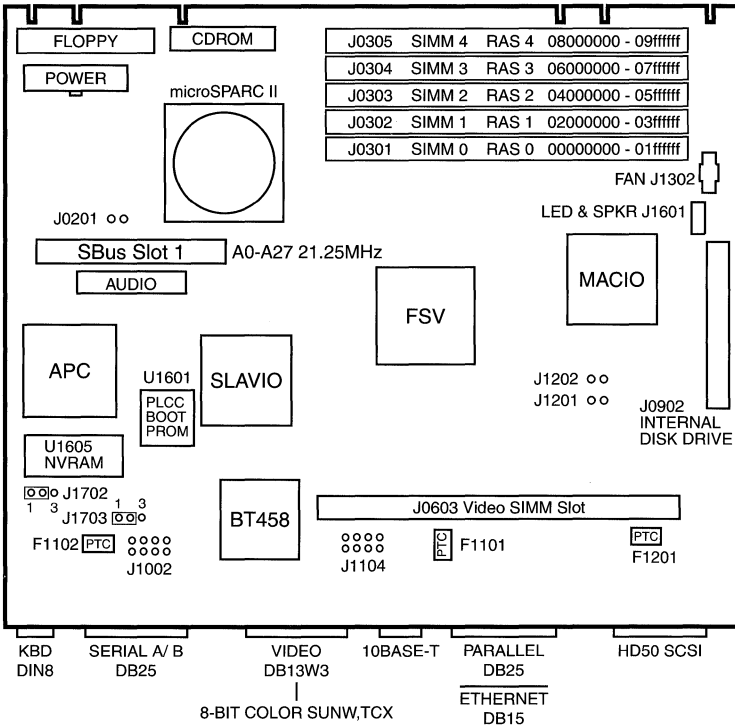 FLOPPY
CDROM
POWER
microSPARC II
J0305 SIMM 4 RAS 4 08000000 - 09ffffff
J0304 SIMM 3 RAS 3 06000000 - 07ffffff
J0303 SIMM 2 RAS 2 04000000 - 05ffffff
J0302 SIMM 1 RAS 1 02000000 - 03ffffff
J0301 SIMM 0 RAS 0 00000000 - 01ffffff
FAN J1302
LED & SPKR J1601
J0201
SBus Slot 1
A0-A27 21.25MHz
AUDIO
FSV
MACIO
APC
U1601
PLCC
BOOT
PROM
SLAVIO
J1202
J1201
J0902
INTERNAL
DISK DRIVE
U1605
NVRAM
J1702
1 3
1 3
J1703
F1102
PTC
J1002
BT458
J0603 Video SIMM Slot
J1104
PTC
F1101
PTC
F1201
KBD
DIN8
SERIAL A/ B
DB25
VIDEO
DB13W3
8-BIT COLOR SUNW,TCX
10BASE-T
PARALLEL
DB25
ETHERNET
DB15
HD50 SCSI